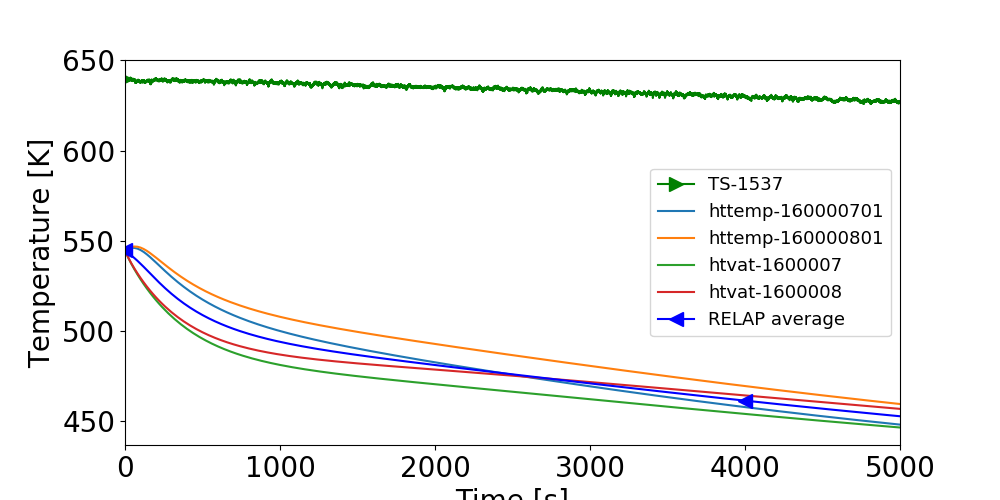 650
600
550
500
450
Temperature [K]
TS-1537
httemp-160000701
httemp-160000801
htvat-1600007
htvat-1600008
RELAP average
0 1000 2000 3000 4000 5000
Time [s]